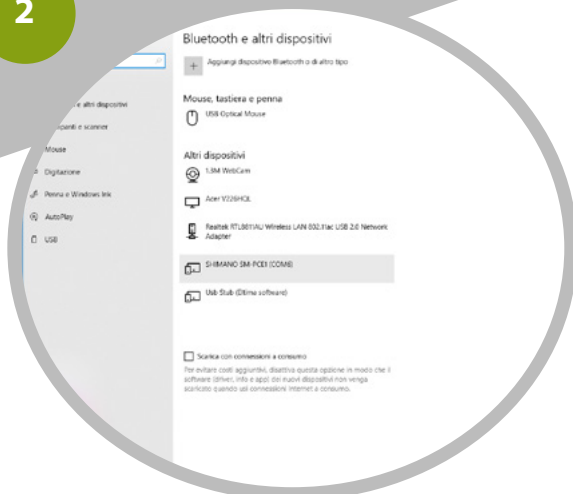 2
Bluetooth e altri dispositivi
Aggiungi dispositivo Bluetooth o di altro tipo
e altri dispositivi
Mouse
Digitazione
Penna e Windows Ink
AutoPlay
USB
Mouse, tastiera e penna
USB Optical Mouse
Altri dispositivi
1.3M WebCam
Acer V226HQL
Realtek RTL8811AU Wireless LAN 802.11ac USB 2.0 Network
Adapter
SHIMANO SM-PCE1 (COM6)
Usb Stub (Eltima software)
Scarica con connessioni a consumo
Per evitare costi aggiuntivi, disattiva questa opzione in modo che il
software (driver, info e app) dei nuovi dispositivi non venga
scaricato quando usi connessioni Internet a consumo.